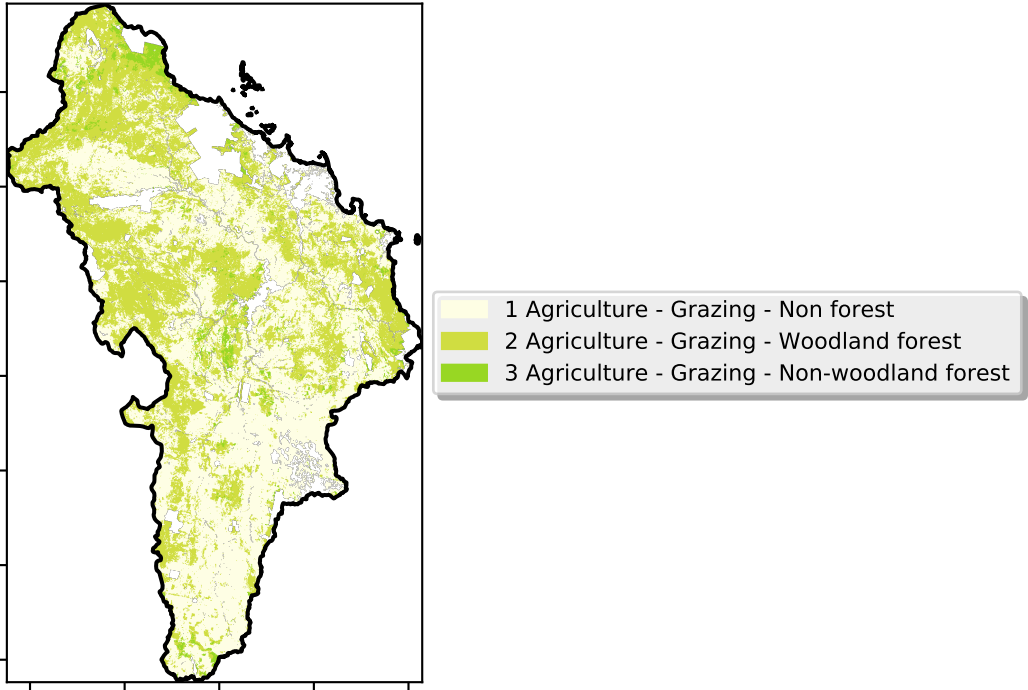 1 Agriculture - Grazing - Non forest
2 Agriculture - Grazing - Woodland forest
3 Agriculture - Grazing - Non-woodland forest